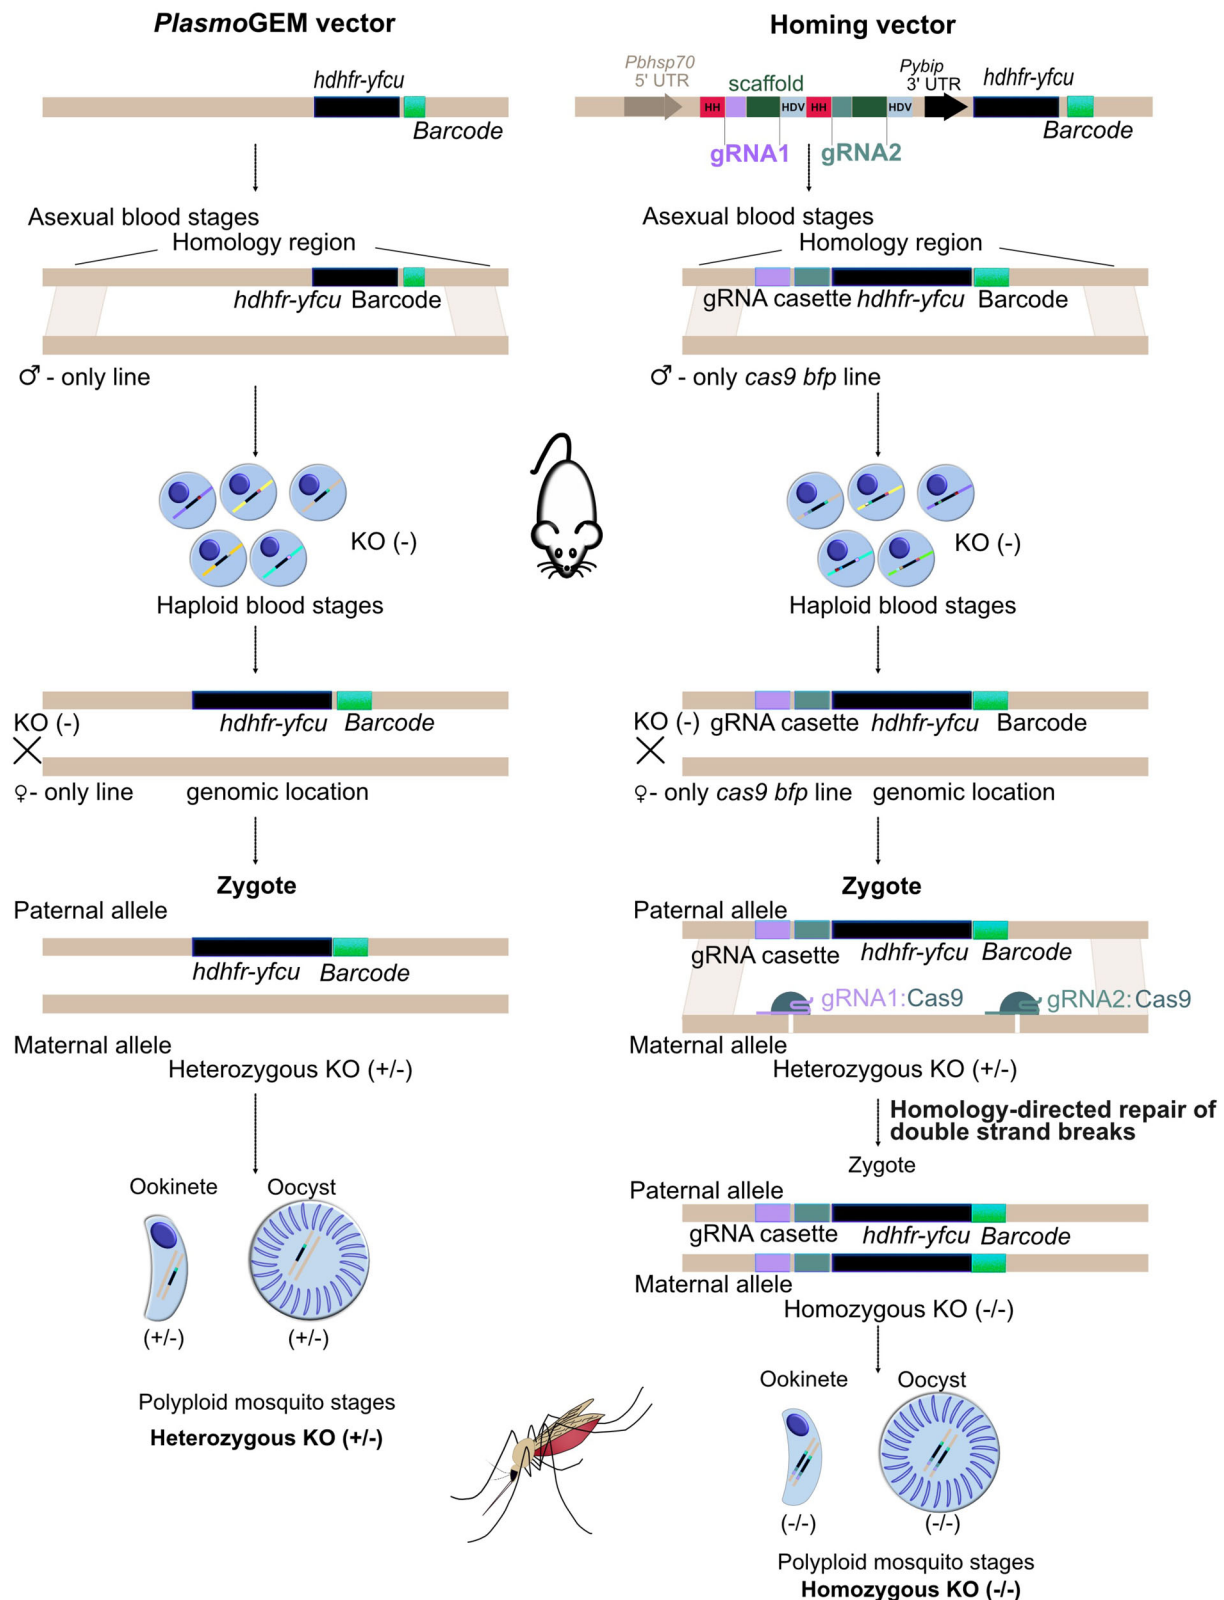 PlasmoGEM vector
hdhfr-yfcu
Barcode
Asexual blood stages
Homology region
hdhfr-yfcu Barcode
♂ - only line
KO (-)
Haploid blood stages
KO (-)
hdhfr-yfcu Barcode
♀- only line genomic location
Zygote
Paternal allele
hdhfr-yfcu Barcode
Maternal allele
Heterozygous KO (+/-)
Ookinete Oocyst
(+/-) (+/-)
Polyploid mosquito stages
Heterozygous KO (+/-)
Homing vector
Pbhsp70
5' UTR
scaffold
Pybip
3' UTR
hdhfr-yfcu
HH HDV HH HDV
gRNA1 gRNA2
Barcode
Asexual blood stages
Homology region
gRNA casette hdhfr-yfcu Barcode
♂ - only cas9 bfp line
KO (-)
Haploid blood stages
KO (-) gRNA casette hdhfr-yfcu Barcode
♀- only cas9 bfp line genomic location
Zygote
Paternal allele
gRNA casette hdhfr-yfcu Barcode
gRNA1:Cas9 gRNA2:Cas9
Maternal allele
Heterozygous KO (+/-)
Homology-directed repair of
double strand breaks
Zygote
Paternal allele
gRNA casette hdhfr-yfcu Barcode
Maternal allele
Homozygous KO (-/-)
Ookinete Oocyst
(-/-) (-/-)
Polyploid mosquito stages
Homozygous KO (-/-)